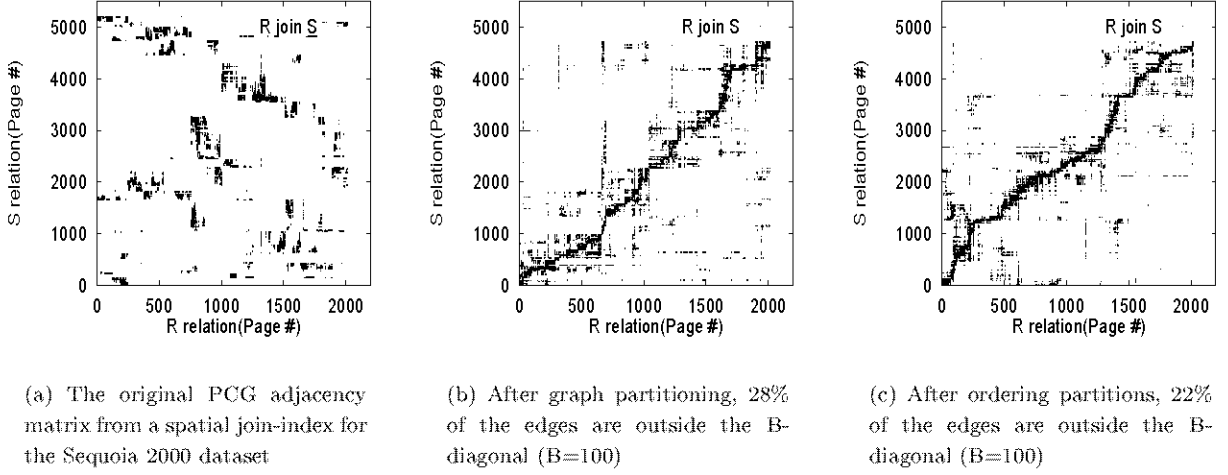 R join S
5000
4000
3000
2000
1000
0
S relation(Page #)
0 500 1000 1500 2000
R relation(Page #)
(a) The original PCG adjacency
matrix from a spatial join-index for
the Sequoia 2000 dataset
R join S
5000
4000
3000
2000
1000
0
S relation(Page #)
0 500 1000 1500 2000
R relation(Page #)
(b) After graph partitioning, 28%
of the edges are outside the B-
diagonal (B=100)
R join S
5000
4000
3000
2000
1000
0
S relation(Page #)
0 500 1000 1500 2000
R relation(Page #)
(c) After ordering partitions, 22%
of the edges are outside the B-
diagonal (B=100)